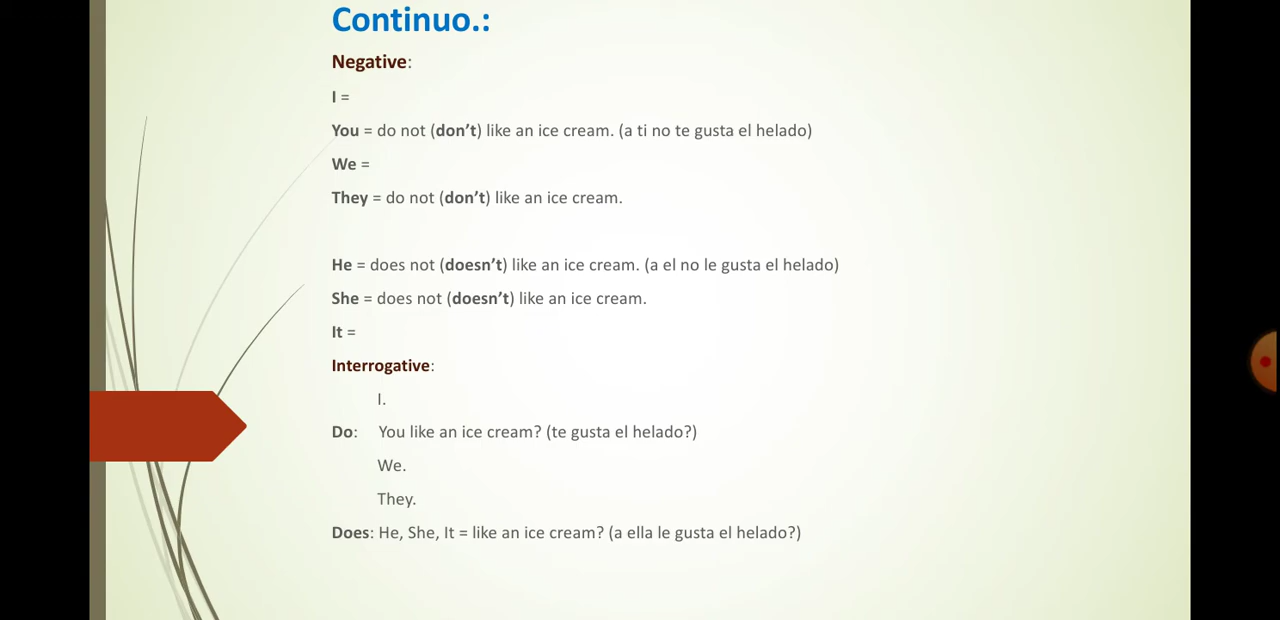 Continuo.:
Negative:
I =
You = do not (don't) like an ice cream. (a ti no te gusta el helado)
We =
They = do not (don't) like an ice cream.
He = does not (doesn't) like an ice cream. (a el no le gusta el helado)
She = does not (doesn't) like an ice cream.
It =
Interrogative:
I.
Do: You like an ice cream? (te gusta el helado?)
We.
They.
Does: He, She, It = like an ice cream? (a ella le gusta el helado?)